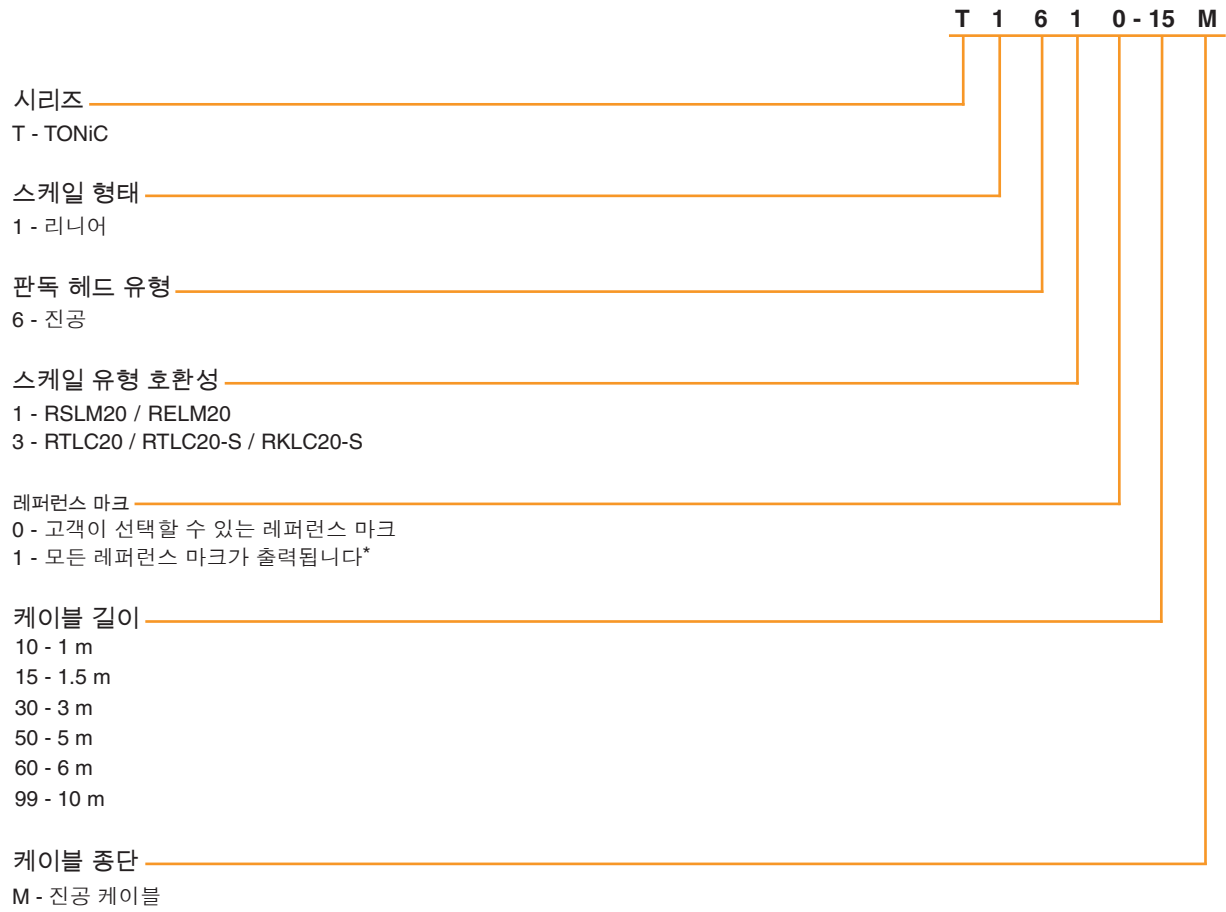 T 1 6 1 0 - 15 M
시리즈
T - TONiC
스케일 형태
1 - 리니어
판독 헤드 유형
6 - 진공
스케일 유형 호환성
1 - RSLM20 / RELM20
3 - RTLC20 / RTLC20-S / RKLC20-S
레퍼런스 마크
0 - 고객이 선택할 수 있는 레퍼런스 마크
1 - 모든 레퍼런스 마크가 출력됩니다*
케이블 길이
10 - 1 m
15 - 1.5 m
30 - 3 m
50 - 5 m
60 - 6 m
99 - 10 m
케이블 종단
M - 진공 케이블